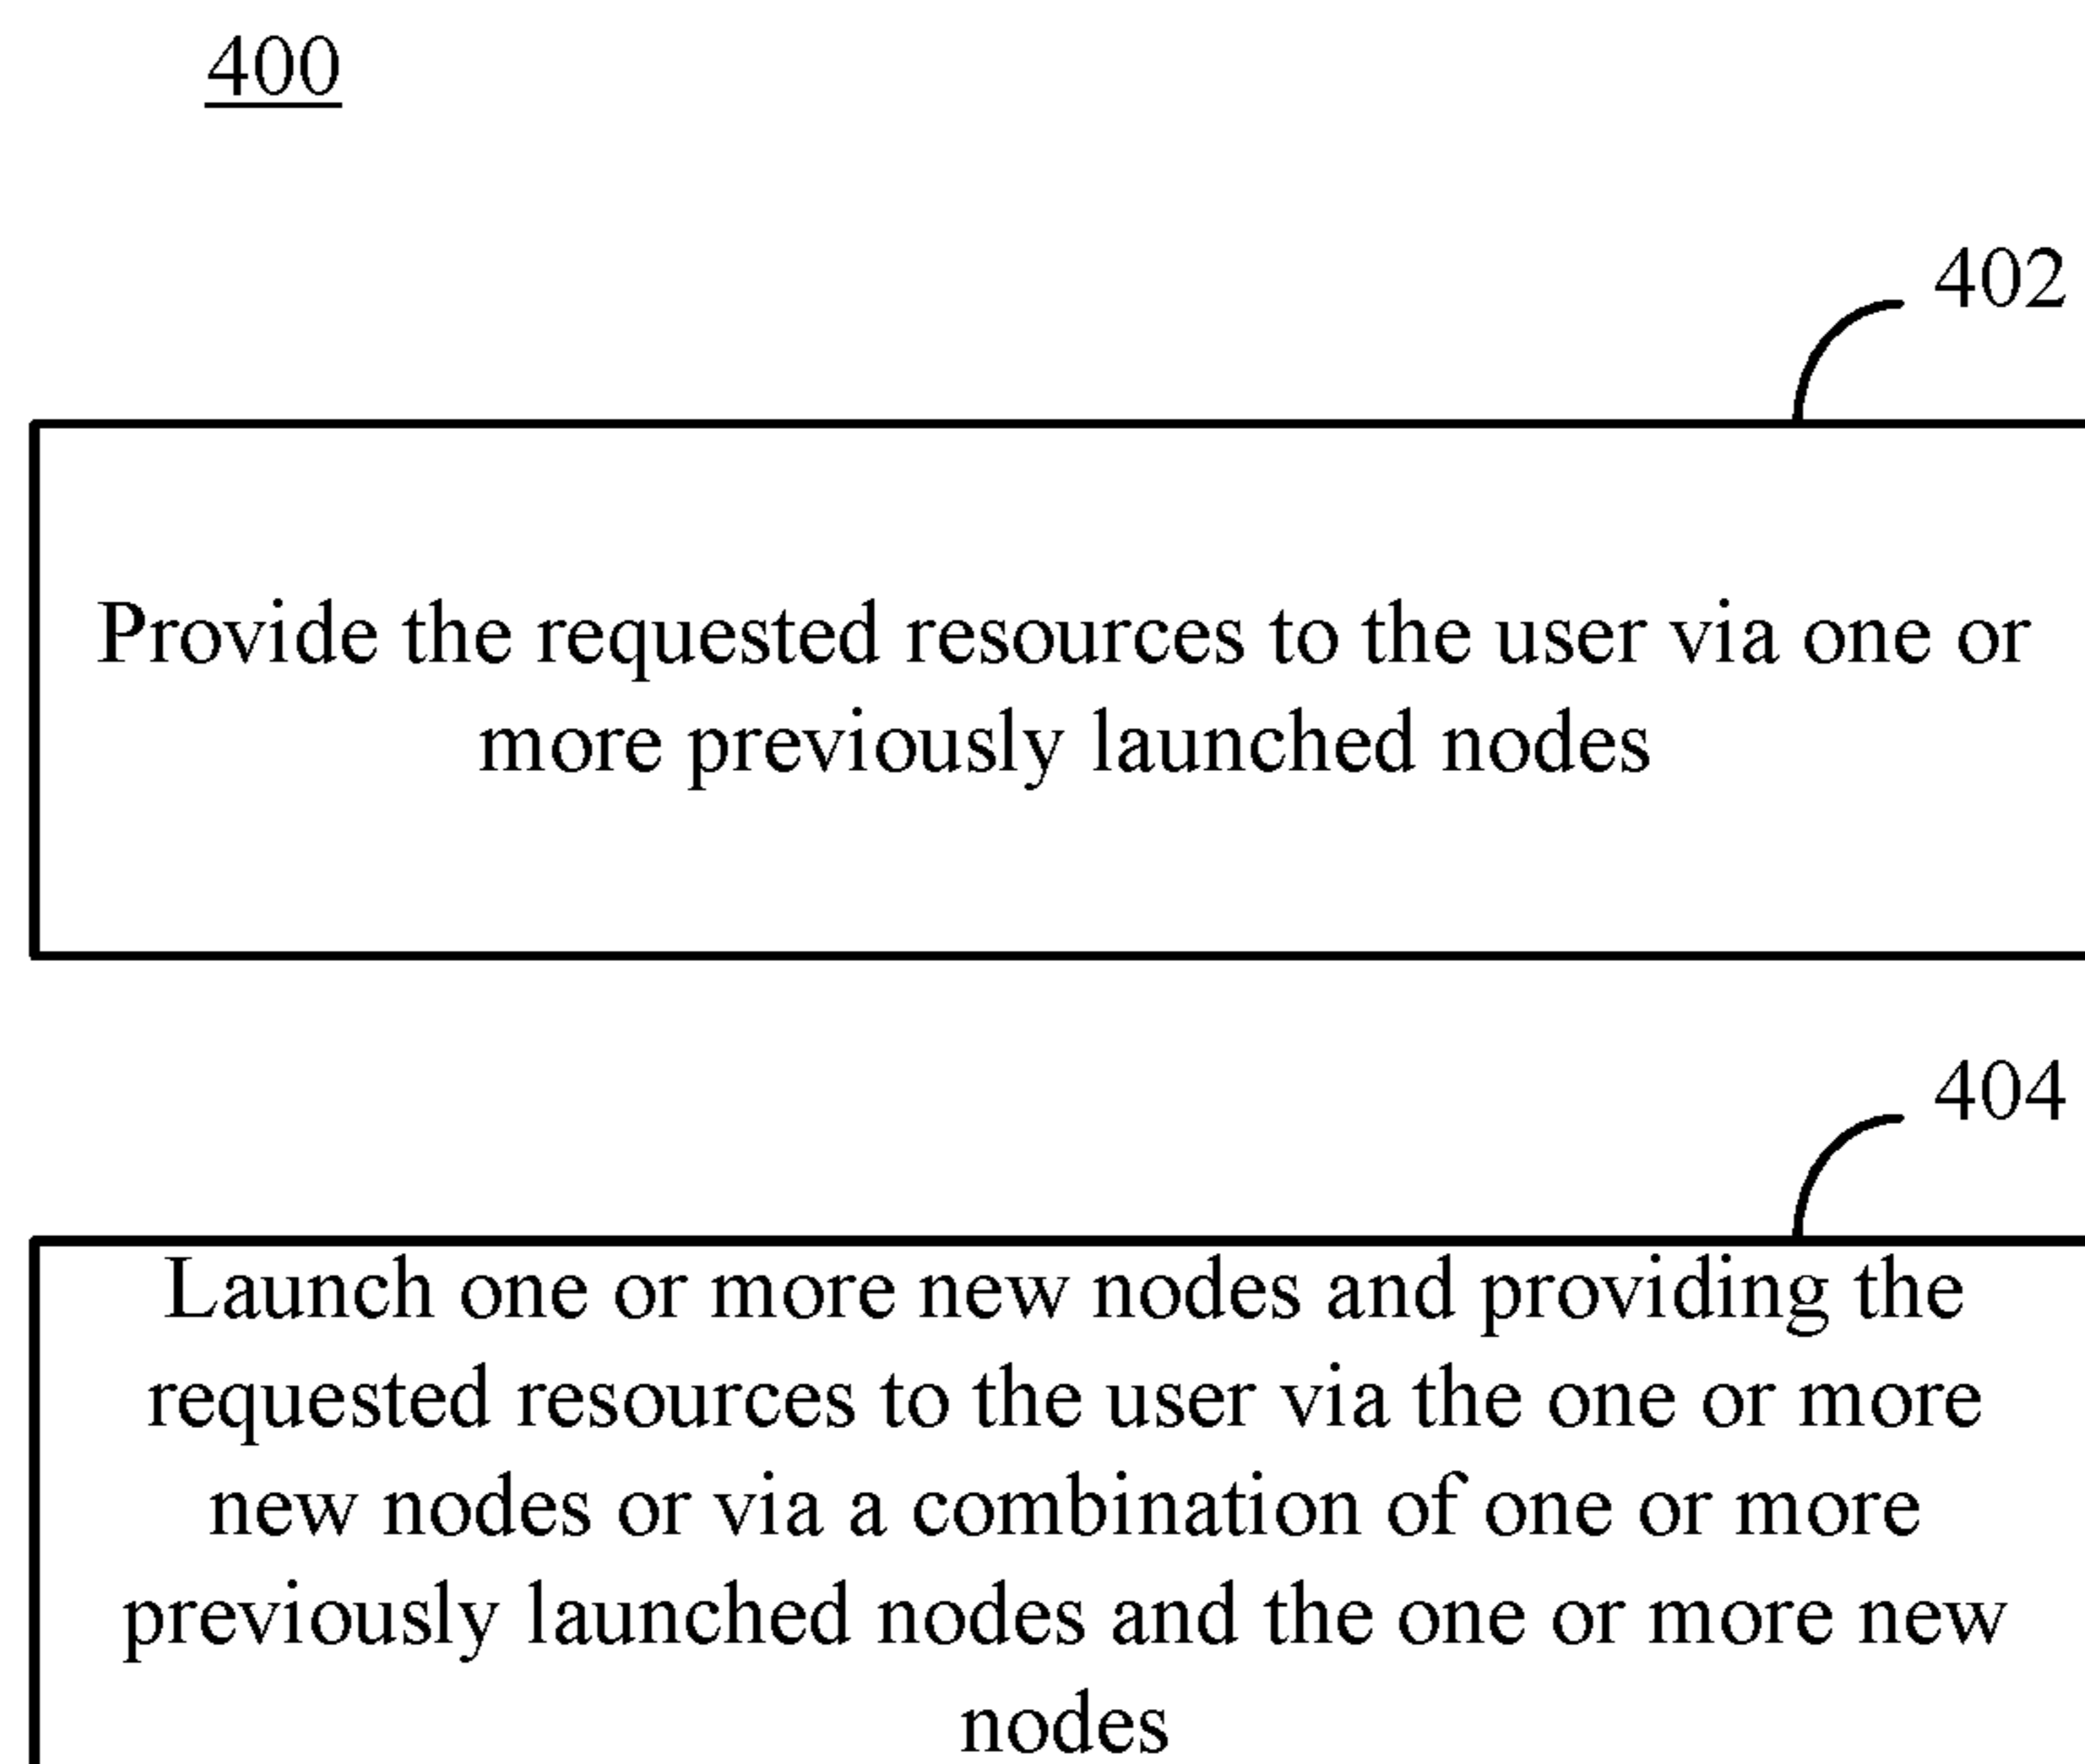 400
402
Provide the requested resources to the user via one or
more previously launched nodes
404
Launch one or more new nodes and providing the
requested resources to the user via the one or more
new nodes or via a combination of one or more
previously launched nodes and the one or more new
nodes